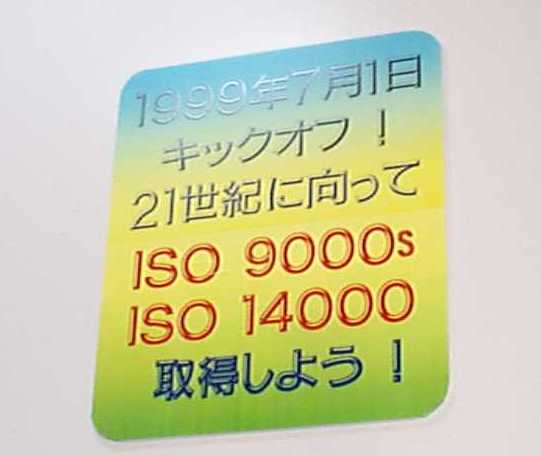 1999年7月1日
キックオフ！
21世紀に向って
ISO 9000s
ISO 14000
取得しよう！